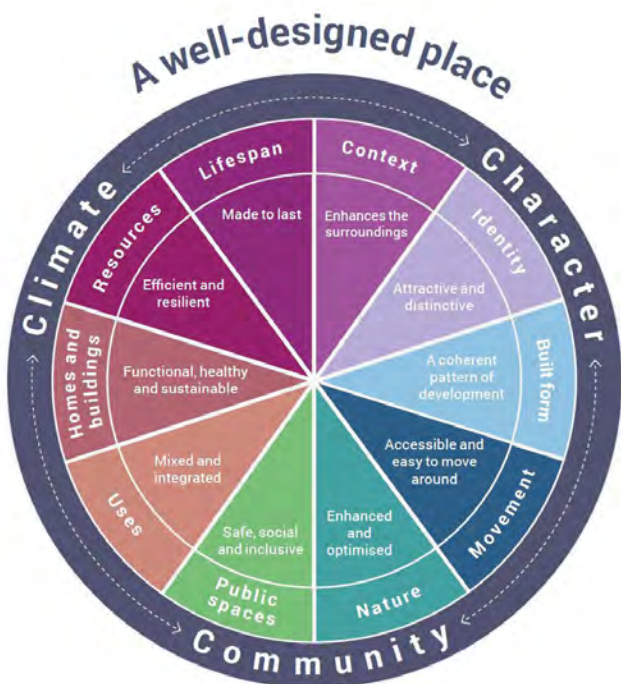 A well-designed place
Climate
Character
Community
Context
Enhances the
surroundings
Identity
Attractive and
distinctive
Built form
A coherent
pattern of
development
Movement
Accessible and
easy to move
around
Nature
Enhanced
and
optimised
Public
spaces
Safe, social
and inclusive
Uses
Mixed and
integrated
Homes and
buildings
Functional, healthy
and sustainable
Resources
Efficient and
resilient
Lifespan
Made to last